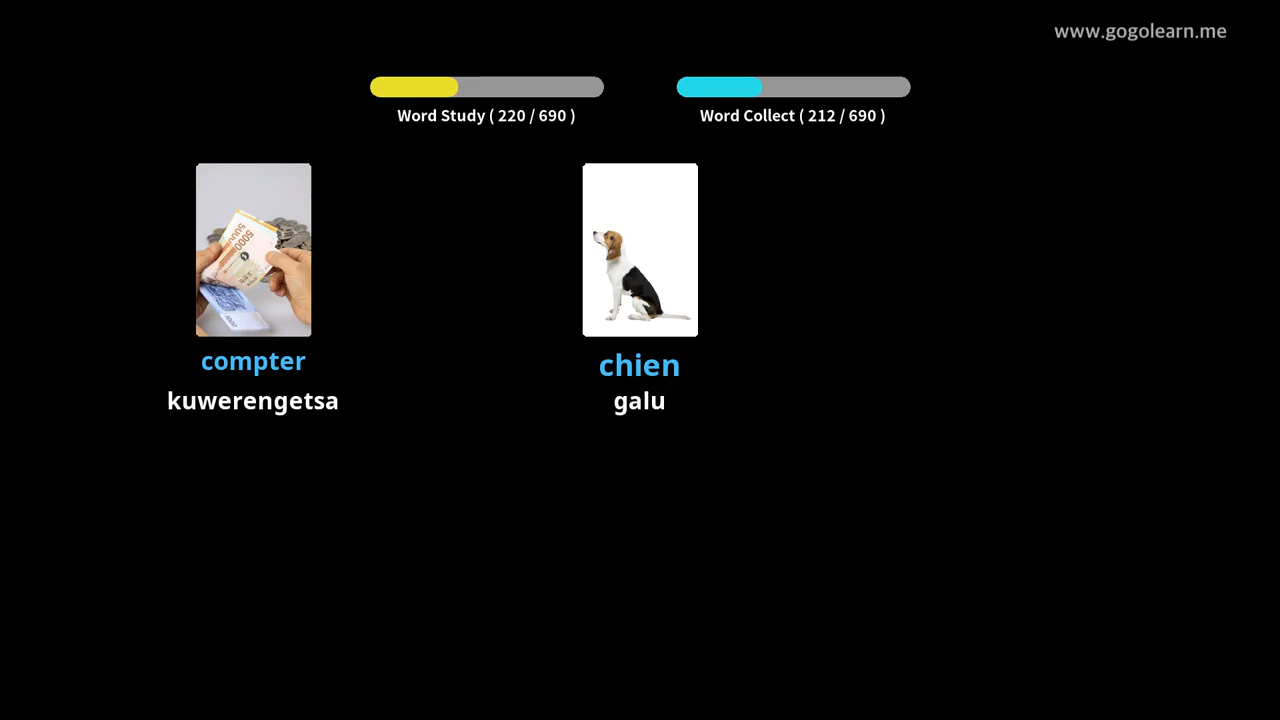 www.gogolearn.me
Word Study ( 220 / 690 )
Word Collect ( 212 / 690 )
compter
kuwerengetsa
chien
galu